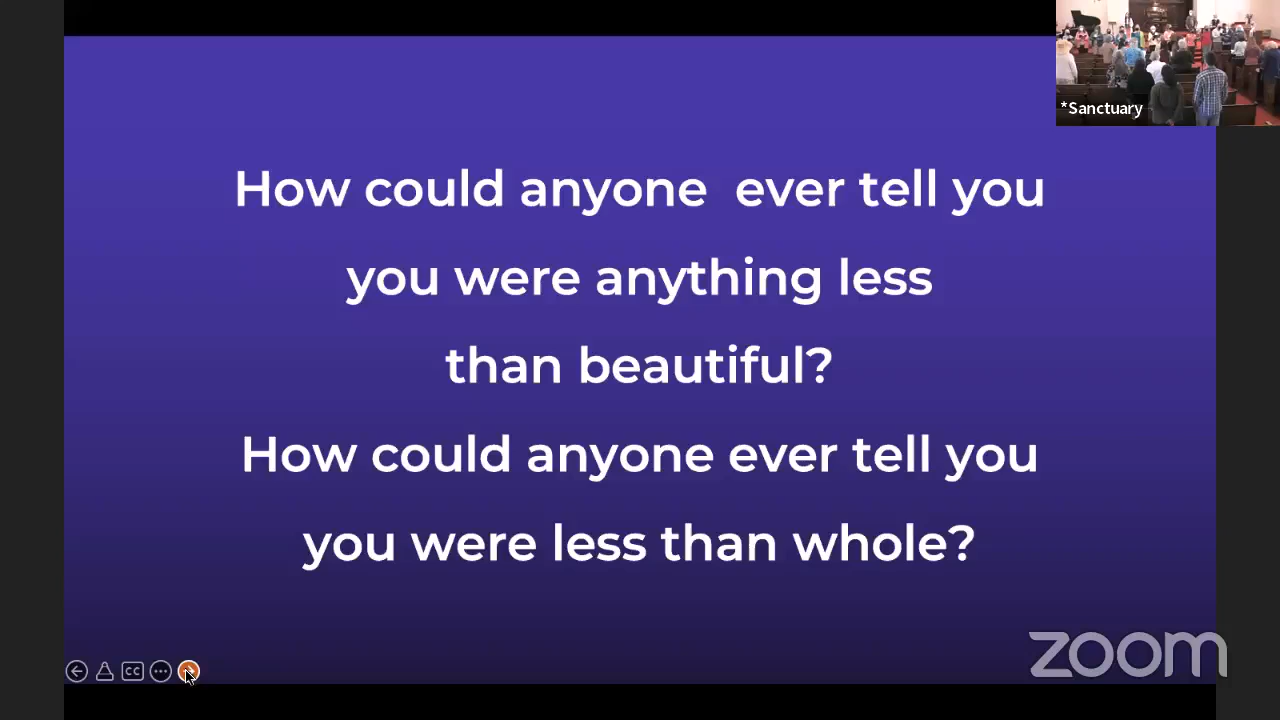 *Sanctuary
How could anyone  ever tell you
you were anything less
than beautiful?
How could anyone ever tell you
you were less than whole?
CC
zoom